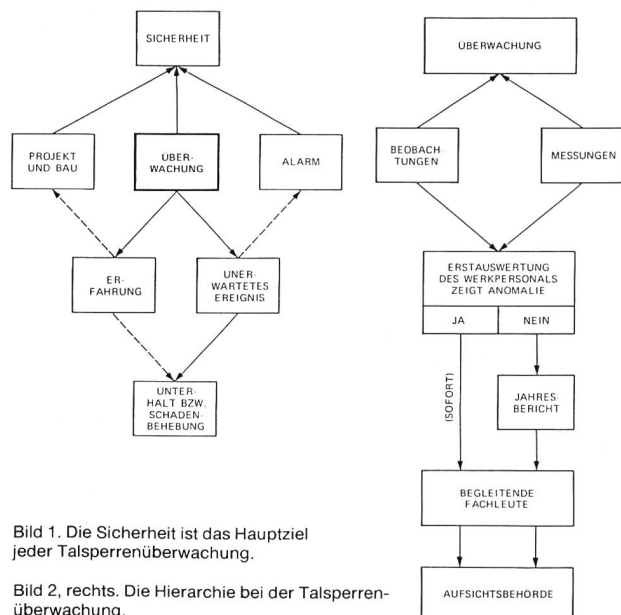 SICHERHEIT
PROJEKT
UND BAU
ÜBER-
WACHUNG
ALARM
ER-
FAHRUNG
UNER-
WARTETES
EREIGNIS
UNTER-
HALT BZW.
SCHADEN-
BEHEBUNG
Bild 1. Die Sicherheit ist das Hauptziel
jeder Talsperrenüberwachung.
Bild 2, rechts. Die Hierarchie bei der Talsperren-
überwachung.
ÜBERWACHUNG
BEOBACH-
TUNGEN
MESSUNGEN
ERSTAUSWERTUNG
DES WERKPERSONALS
ZEIGT ANOMALIE
JA
NEIN
(SOFORT)
JAHRES-
BERICHT
BEGLEITENDE
FACHLEUTE
AUFSICHTSBEHÖRDE